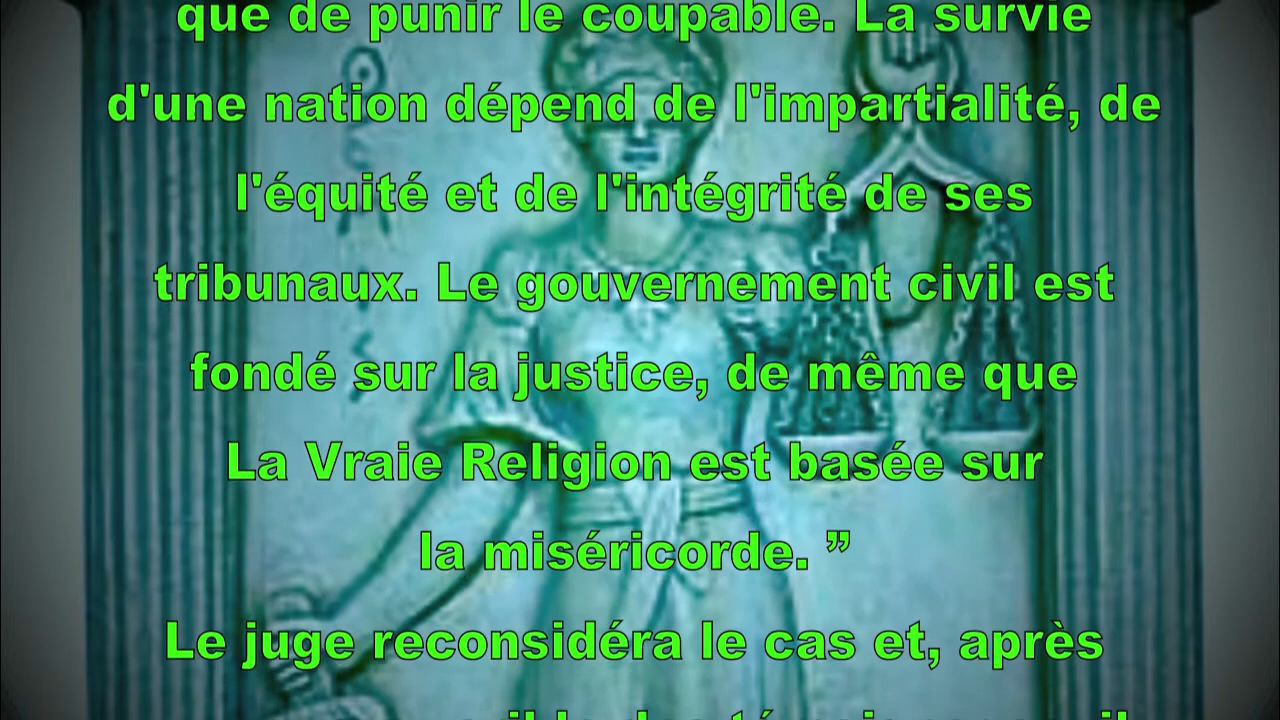 que de punir le coupable. La survie
d'une nation dépend de l'impartialité, de
l'équité et de l'intégrité de ses
tribunaux. Le gouvernement civil est
fondé sur la justice, de même que
La Vraie Religion est basée sur
la miséricorde. ”
Le juge reconsidéra le cas et, après